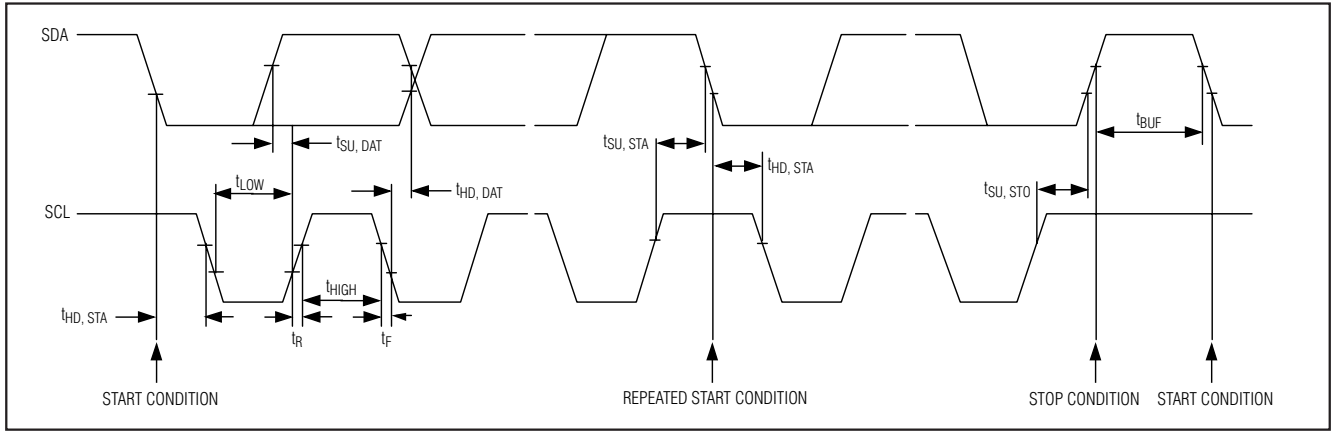 SDA
tSU, DAT
tSU, STA
tBUF
tHD, STA
tLOW
tHD, DAT
tSU, STO
SCL
tHIGH
tHD, STA
tR
tF
START CONDITION
REPEATED START CONDITION
STOP CONDITION
START CONDITION